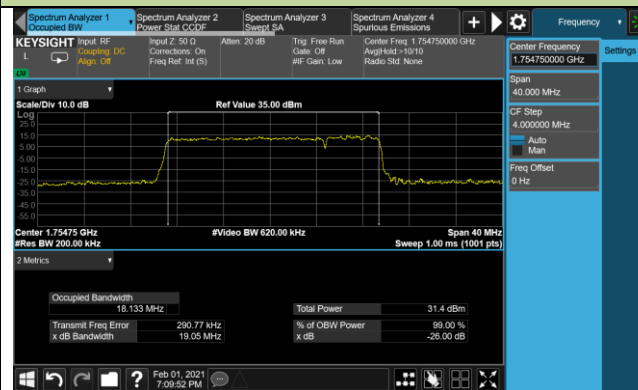 Spectrum Analyzer 1
Occupied BW
Spectrum Analyzer 2
Power Stat CCDF
Spectrum Analyzer 3
Swept SA
Spectrum Analyzer 4
Spurious Emissions
Frequency
KEYSIGHT
L
LXI
Input: RF
Coupling: DC
Align: Off
Input Z: 50 Ω
Corrections: On
Freq Ref: Int (S)
Atten: 20 dB
Trig: Free Run
Gate: Off
#IF Gain: Low
Center Freq: 1.754750000 GHz
Avg|Hold:>10/10
Radio Std: None
Center Frequency
1.754750000 GHz
Settings
Span
40.000 MHz
CF Step
4.000000 MHz
Auto
Man
Freq Offset
0 Hz
1 Graph
Scale/Div 10.0 dB
Ref Value 35.00 dBm
Log
25.0
15.0
5.00
-5.00
-15.0
-25.0
-35.0
-45.0
-55.0
Center 1.75475 GHz
#Video BW 620.00 kHz
Span 40 MHz
#Res BW 200.00 kHz
Sweep 1.00 ms (1001 pts)
2 Metrics
Occupied Bandwidth
18.133 MHz
Total Power
31.4 dBm
Transmit Freq Error
290.77 kHz
% of OBW Power
99.00 %
x dB Bandwidth
19.05 MHz
x dB
-26.00 dB
?
Feb 01, 2021
7:09:52 PM